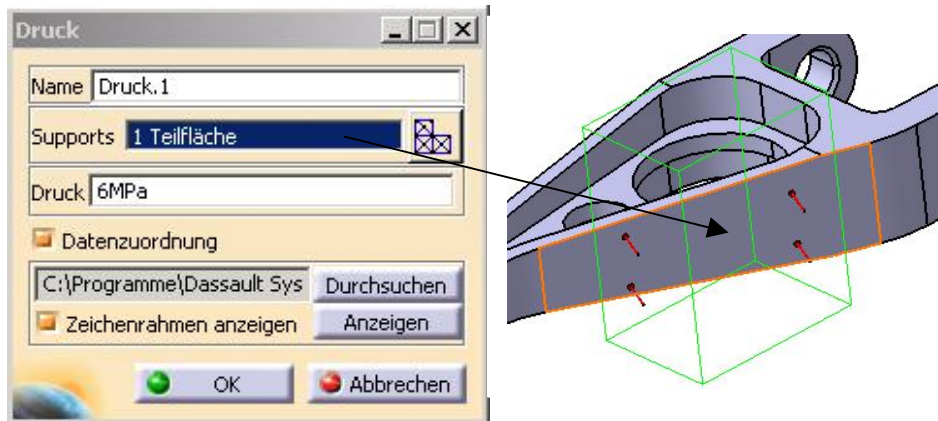 Druck
Name Druck.1
Supports 1 Teilfläche
Druck 6MPa
Datenzuordnung
C:\Programme\Dassault Sys Durchsuchen
Zeichenrahmen anzeigen Anzeigen
OK Abbrechen